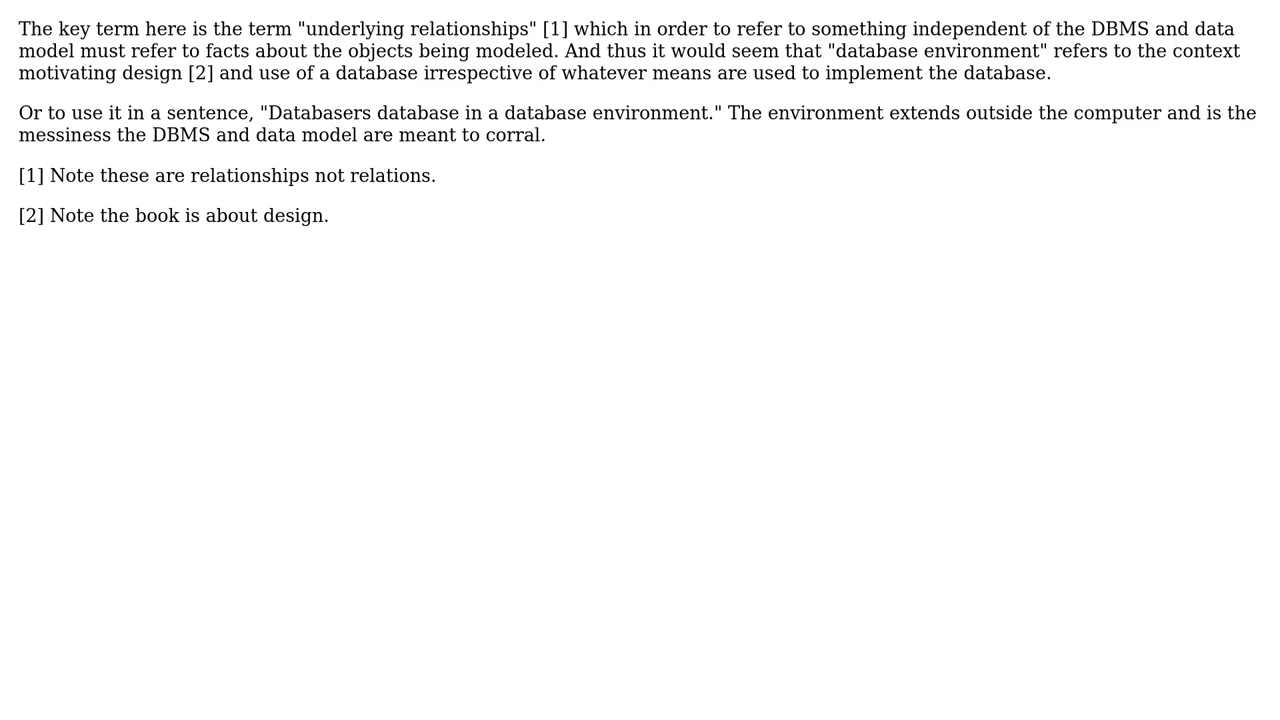 The key term here is the term "underlying relationships" [1] which in order to refer to something independent of the DBMS and data
model must refer to facts about the objects being modeled. And thus it would seem that "database environment" refers to the context
motivating design [2] and use of a database irrespective of whatever means are used to implement the database.
Or to use it in a sentence, "Databasers database in a database environment." The environment extends outside the computer and is the
messiness the DBMS and data model are meant to corral.
[1] Note these are relationships not relations.
[2] Note the book is about design.